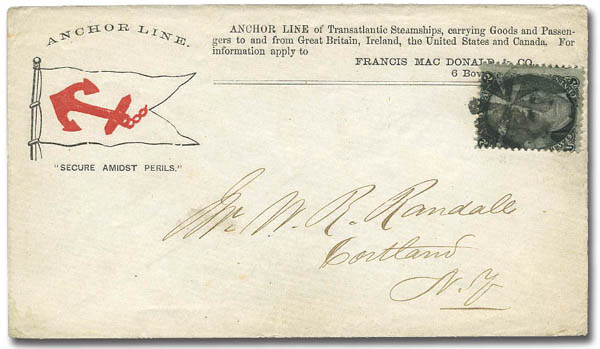 ANCHOR LINE.
ANCHOR LINE of Transatlantic Steamships, carrying Goods and Passen-
gers to and from Great Britain, Ireland, the United States and Canada. For
information apply to
FRANCIS MAC DONALD & CO.
6
"SECURE AMIDST PERILS."
Mr. W. R. Randall
Cortland
N.Y.